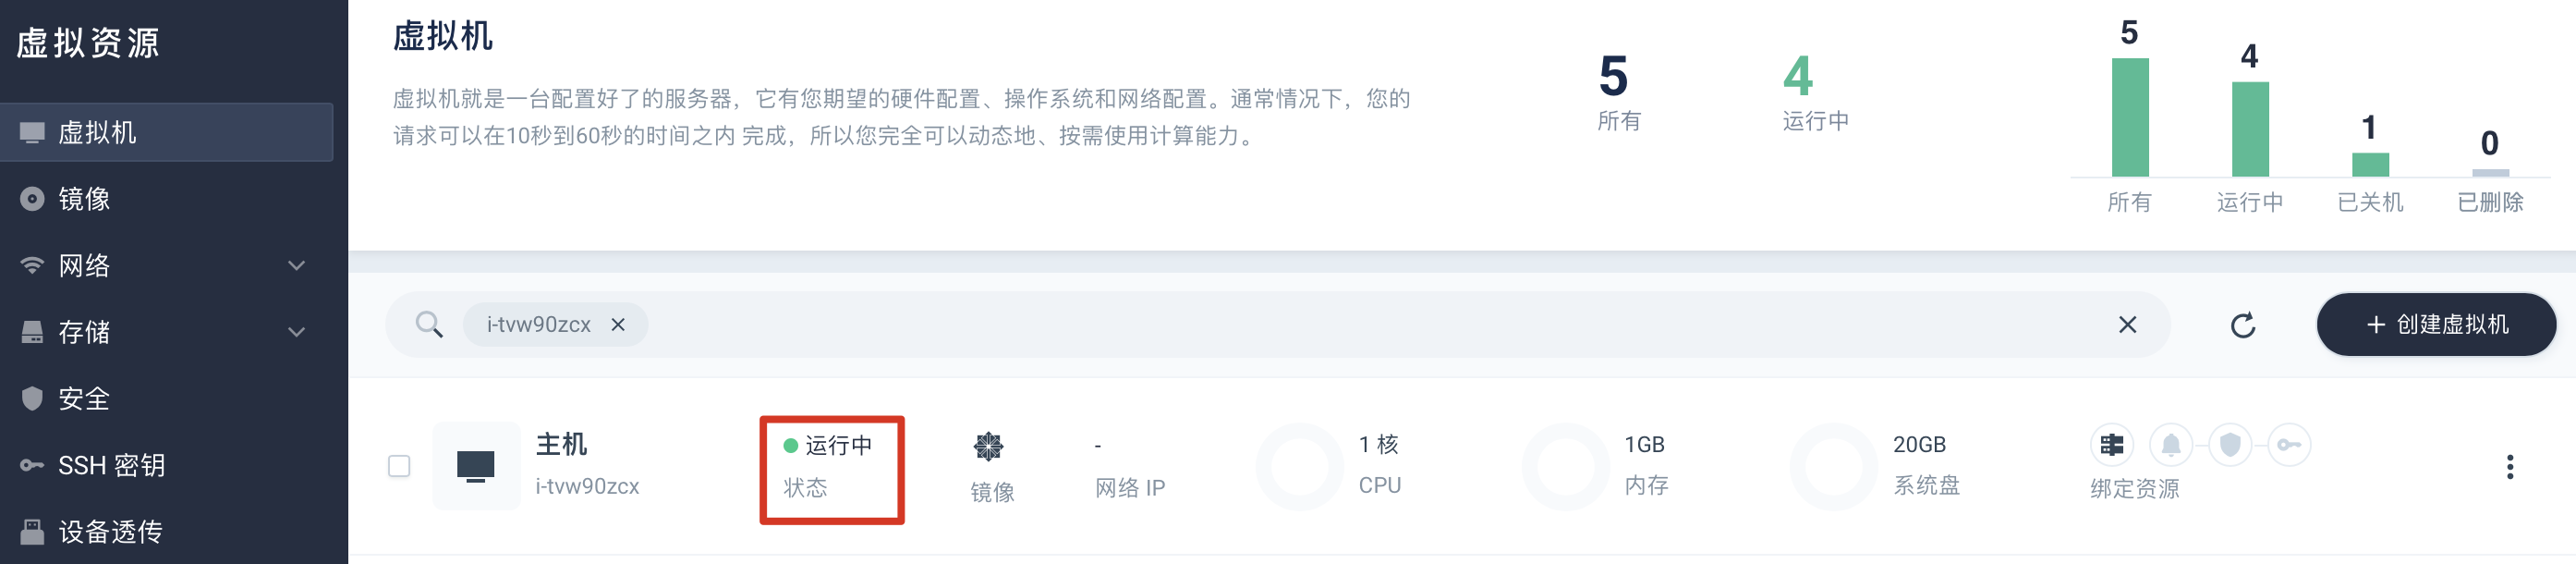 虚拟资源
虚拟机
镜像
网络
存储
安全
SSH 密钥
设备透传
虚拟机
虚拟机就是一台配置好了的服务器，它有您期望的硬件配置、操作系统和网络配置。通常情况下，您的
请求可以在10秒到60秒的时间之内 完成，所以您完全可以动态地、按需使用计算能力。
5
所有
4
运行中
5
4
1
0
所有
运行中
已关机
已删除
i-tvw90zcx
+ 创建虚拟机
主机
i-tvw90zcx
运行中
状态
镜像
-
网络 IP
1 核
CPU
1GB
内存
20GB
系统盘
绑定资源